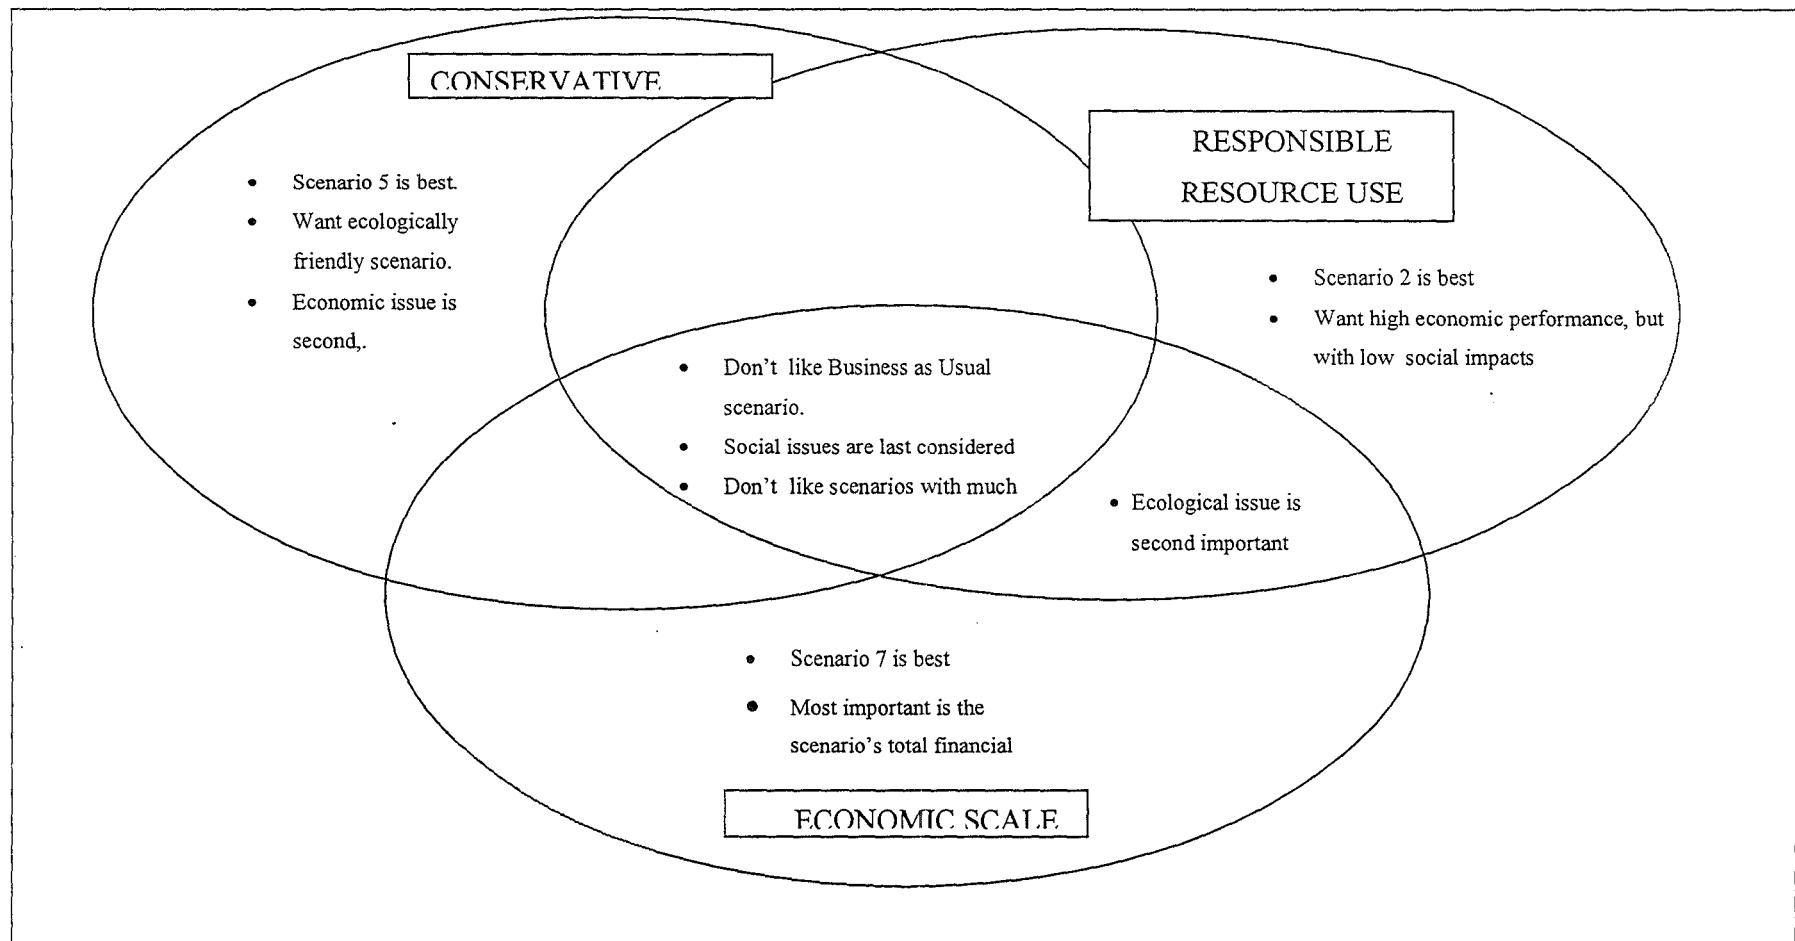 CONSERVATIVE
RESPONSIBLE
RESOURCE USE
• Scenario 5 is best.
• Want ecologically
friendly scenario.
• Economic issue is
second,.
• Scenario 2 is best
• Want high economic performance, but
with low social impacts
• Don't like Business as Usual
scenario.
• Social issues are last considered
• Don't like scenarios with much
• Ecological issue is
second important
• Scenario 7 is best
• Most important is the
scenario's total financial
ECONOMIC SCALE